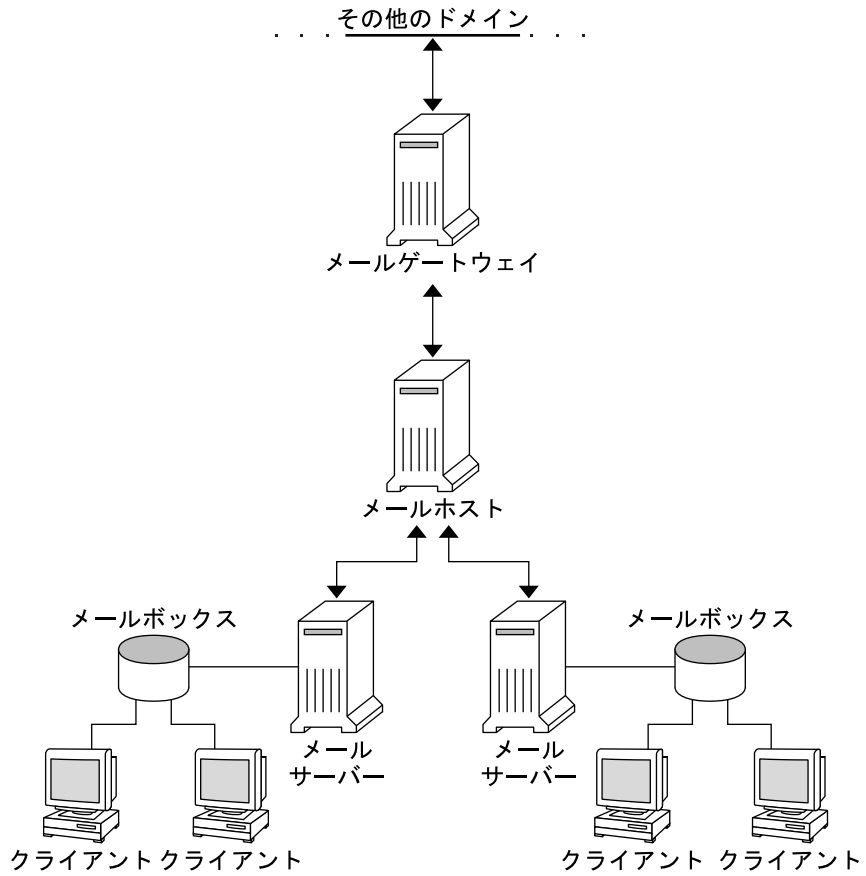 その他のドメイン
メールゲートウェイ
メールホスト
メールボックス
メールボックス
メール
サーバー
メール
サーバー
クライアント
クライアント
クライアント
クライアント